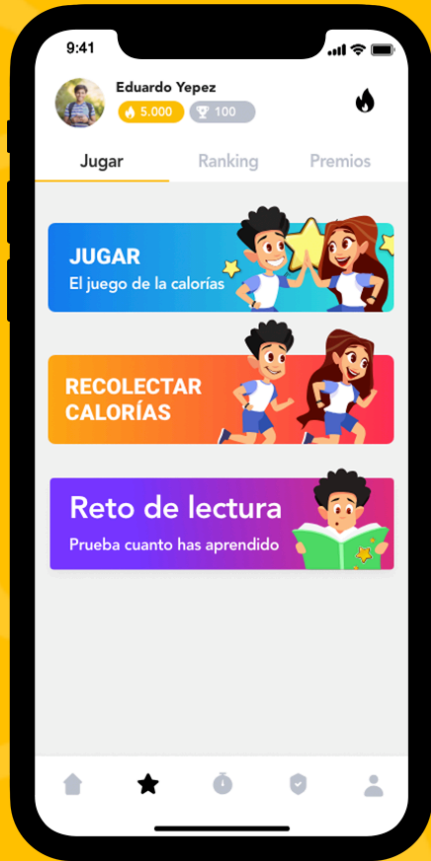 9:41
Eduardo Yepez
5.000
100
Jugar
Ranking
Premios
JUGAR
El juego de la calorías
RECOLECTAR
CALORÍAS
Reto de lectura
Prueba cuanto has aprendido